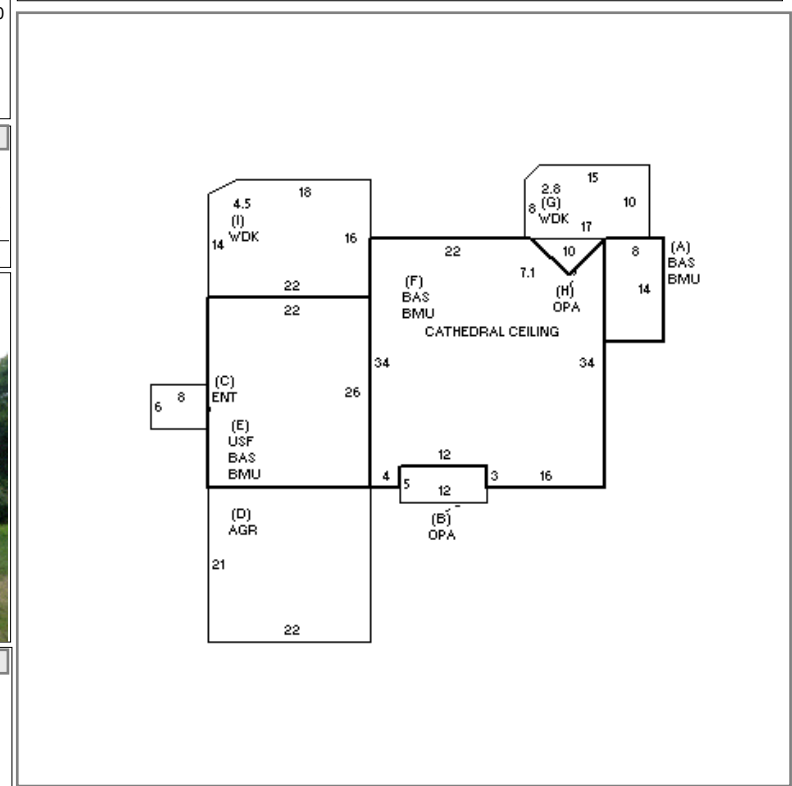 0
15
2.8
(G)
WDK
8
10
17
18
4.5
(I)
WDK
14
16
22
22
22
10
8
(A)
BAS
BMU
14
7.1
(H)
OPA
(F)
BAS
BMU
CATHEDRAL CEILING
34
34
26
(C)
ENT
6
8
(E)
USF
BAS
BMU
12
4
5
12
3
16
(B)
OPA
(D)
AGR
21
22